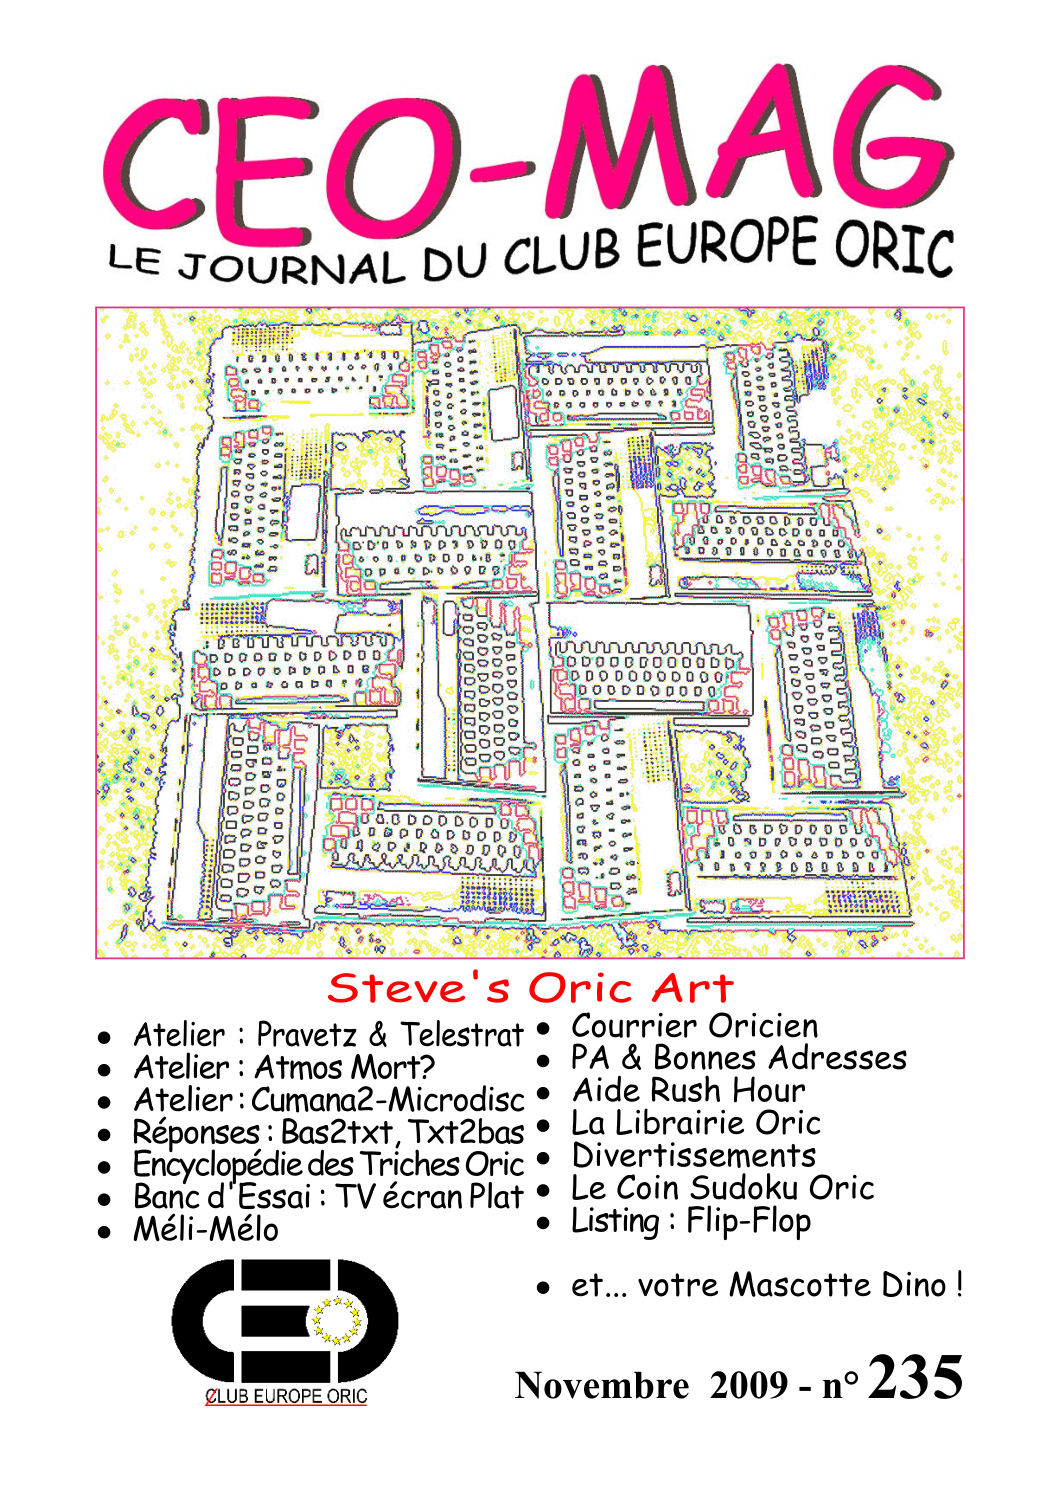 CEO-MAG
LE JOURNAL DU CLUB EUROPE ORIC
Steve's Oric Art
• Atelier : Pravetz & Telestrat
• Atelier : Atmos Mort?
• Atelier : Cumana2-Microdisc
• Réponses : Bas2txt, Txt2bas
• Encyclopédie des Triches Oric
• Banc d'Essai : TV écran Plat
• Méli-Mélo
• Courrier Oricien
• PA & Bonnes Adresses
• Aide Rush Hour
• La Librairie Oric
• Divertissements
• Le Coin Sudoku Oric
• Listing : Flip-Flop
• et... votre Mascotte Dino !
CEO
CLUB EUROPE ORIC
Novembre 2009 - n° 235